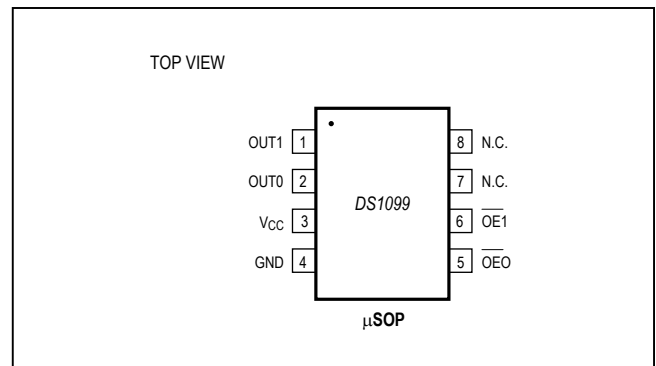 TOP VIEW
OUT1 1 8 N.C.
OUT0 2 7 N.C.
DS1099
VCC 3 6 OE1
GND 4 5 OEO
μSOP